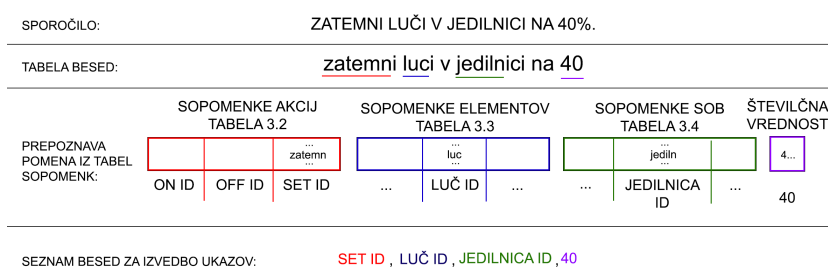 SPOROČILO: ZATEMNI LUČI V JEDILNICI NA 40%.
TABELA BESED: zatemni luci v jedilnici na 40
SOPOMENKE AKCIJ SOPOMENKE ELEMENTOV SOPOMENKE SOB ŠTEVILČNA
TABELA 3.2 TABELA 3.3 TABELA 3.4 VREDNOST
PREPOZNAVA ... ... ...
POMENA IZ TABEL zatemn luc jediln 4...
SOPOMENK: ... ... ...
ON ID OFF ID SET ID ... LUČ ID ... ... JEDILNICA ...
ID 40
SEZNAM BESED ZA IZVEDBO UKAZOV: SET ID , LUČ ID , JEDILNICA ID , 40